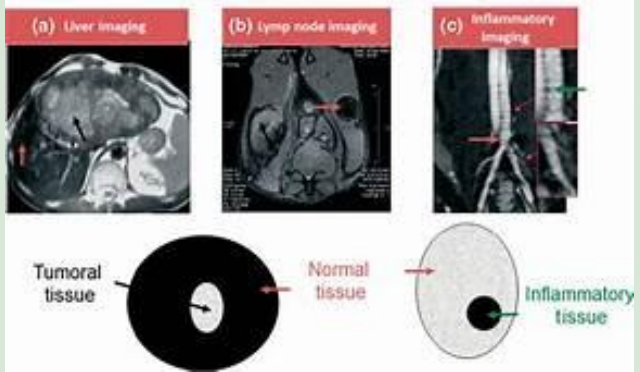 (a) Liver imaging
(b) Lymp node imaging
(c) Inflammatory
imaging
Tumoral
tissue
Normal
tissue
Inflammatory
tissue